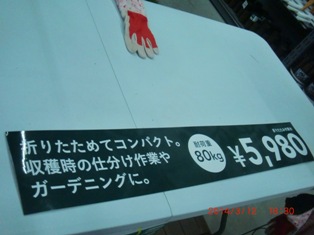 折りたためてコンパクト。
収穫時の仕分け作業や
ガーデニングに。
耐荷重
80kg
¥5,980